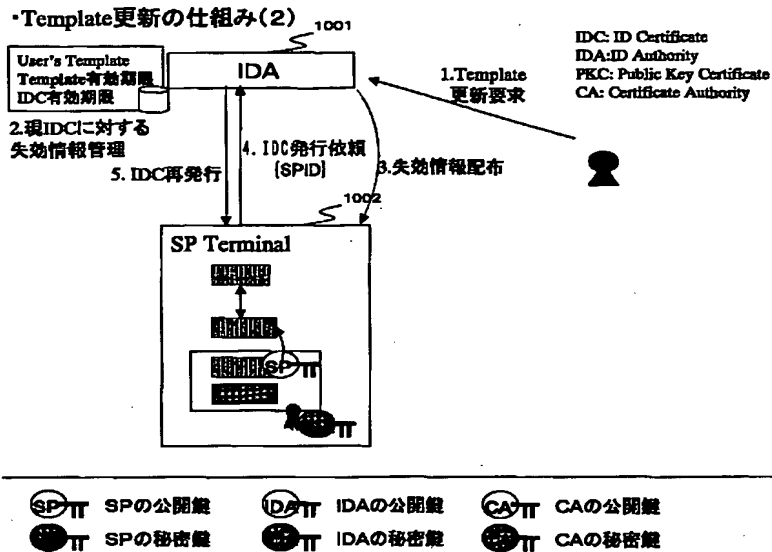 ・Template更新の仕組み(2)
1001
IDC: ID Certificate
IDA:ID Authority
PKC: Public Key Certificate
CA: Certificate Authority
User's Template
Template有効期限
IDC有効期限
IDA
1.Template
更新要求
2.現IDCに対する
失効情報管理
4. IDC発行依頼
{SPID}
3.失効情報配布
5. IDC再発行
1002
SP Terminal
SP
SP SPの公開鍵
IDA IDAの公開鍵
CA CAの公開鍵
SPの秘密鍵
IDAの秘密鍵
CAの秘密鍵